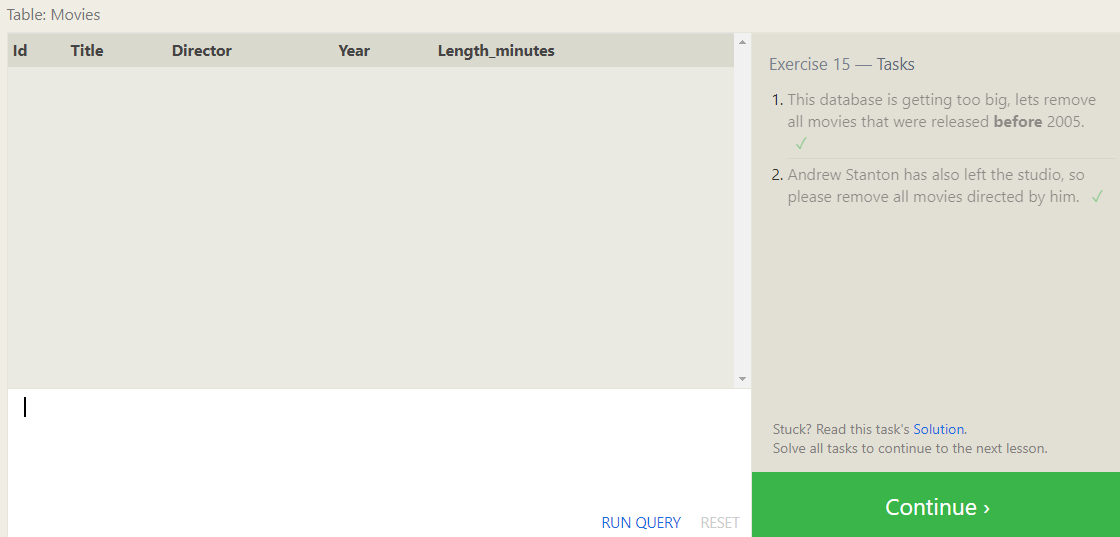 Table: Movies
Id Title Director Year Length_minutes
Exercise 15 — Tasks
1. This database is getting too big, lets remove
all movies that were released before 2005.
✓
2. Andrew Stanton has also left the studio, so
please remove all movies directed by him. ✓
Stuck? Read this task's Solution.
Solve all tasks to continue to the next lesson.
RUN QUERY RESET
Continue ›